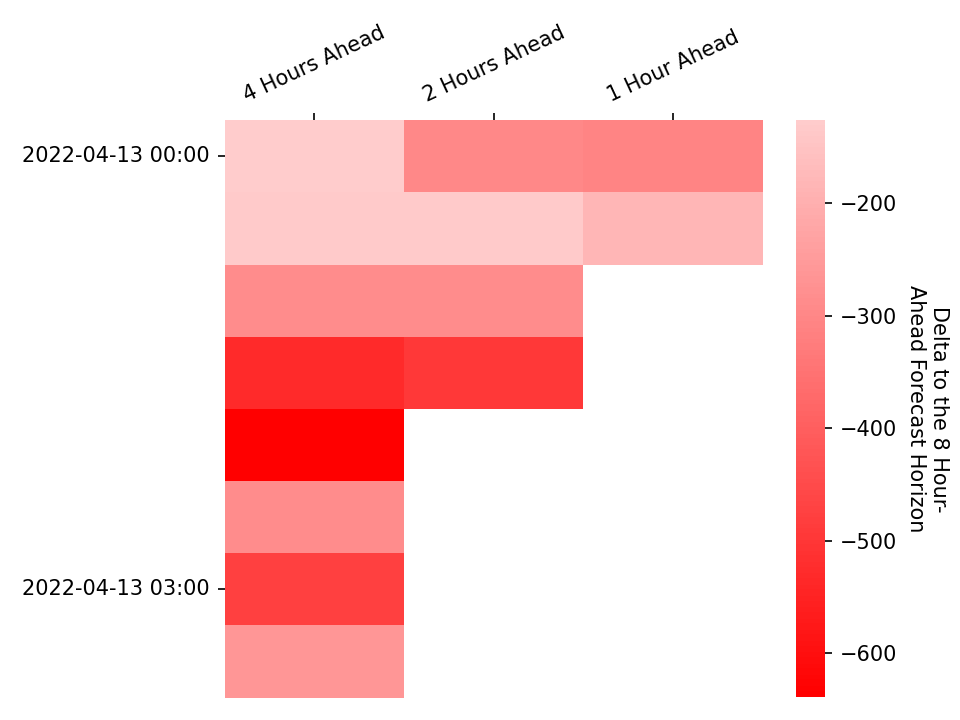 4 Hours Ahead
2 Hours Ahead
1 Hour Ahead
2022-04-13 00:00
2022-04-13 03:00
−200
−300
−400
−500
−600
Delta to the 8 Hour-
Ahead Forecast Horizon